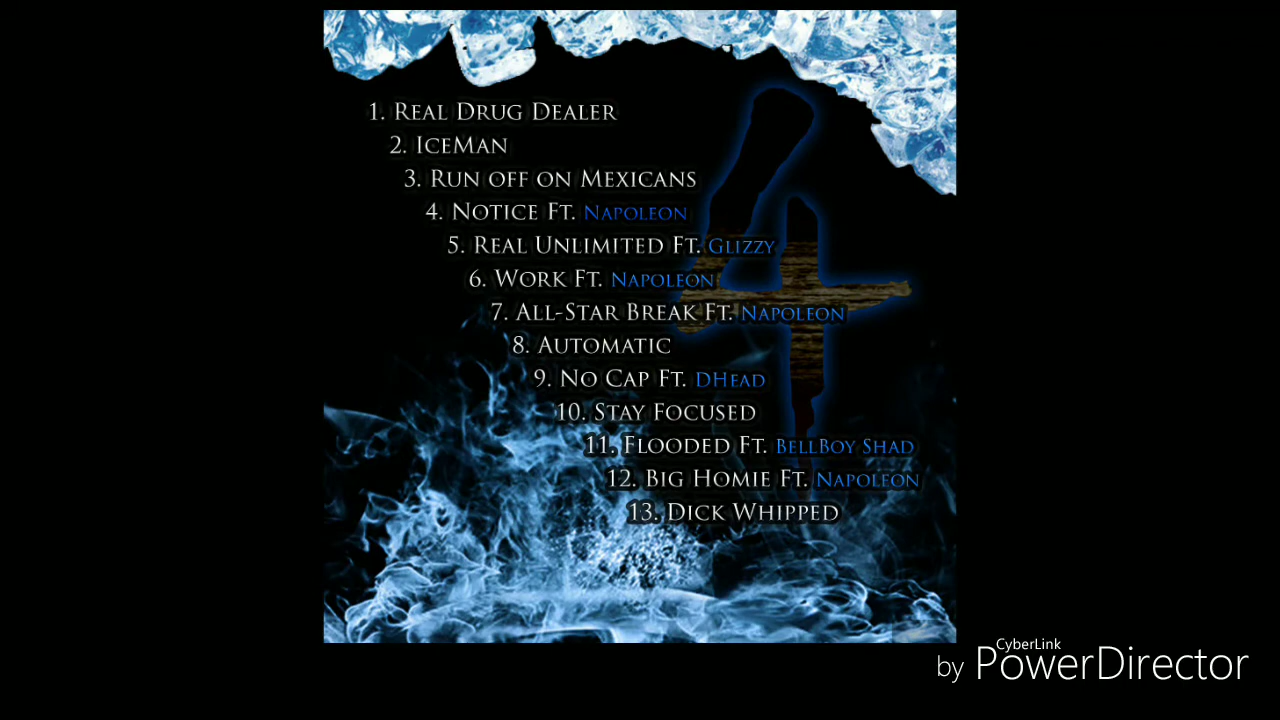 1. Real Drug Dealer
2. IceMan
3. Run off on Mexicans
4. Notice Ft. Napoleon
5. Real Unlimited Ft. Glizzy
6. Work Ft. Napoleon
7. All-Star Break Ft. Napoleon
8. Automatic
9. No Cap Ft. DHead
10. Stay Focused
11. Flooded Ft. BellBoy Shad
12. Big Homie Ft. Napoleon
13. Dick Whipped
4
CyberLink
by PowerDirector